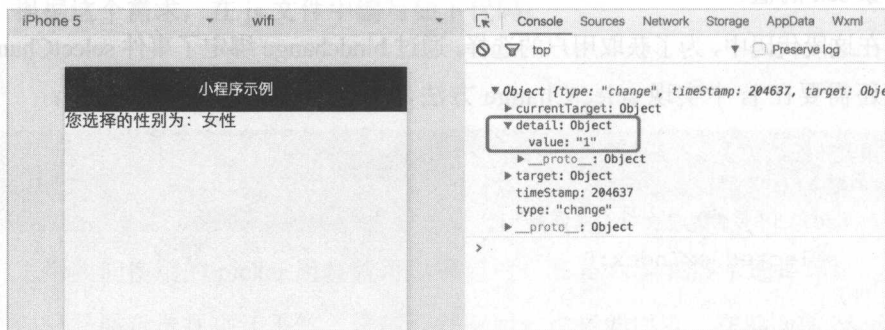 iPhone 5
wifi
Console Sources Network Storage AppData Wxml
top
Preserve log
小程序示例
您选择的性别为：女性
Object {type: "change", timeStamp: 204637, target: Obje
currentTarget: Object
detail: Object
value: "1"
__proto__: Object
target: Object
timeStamp: 204637
type: "change"
__proto__: Object
>